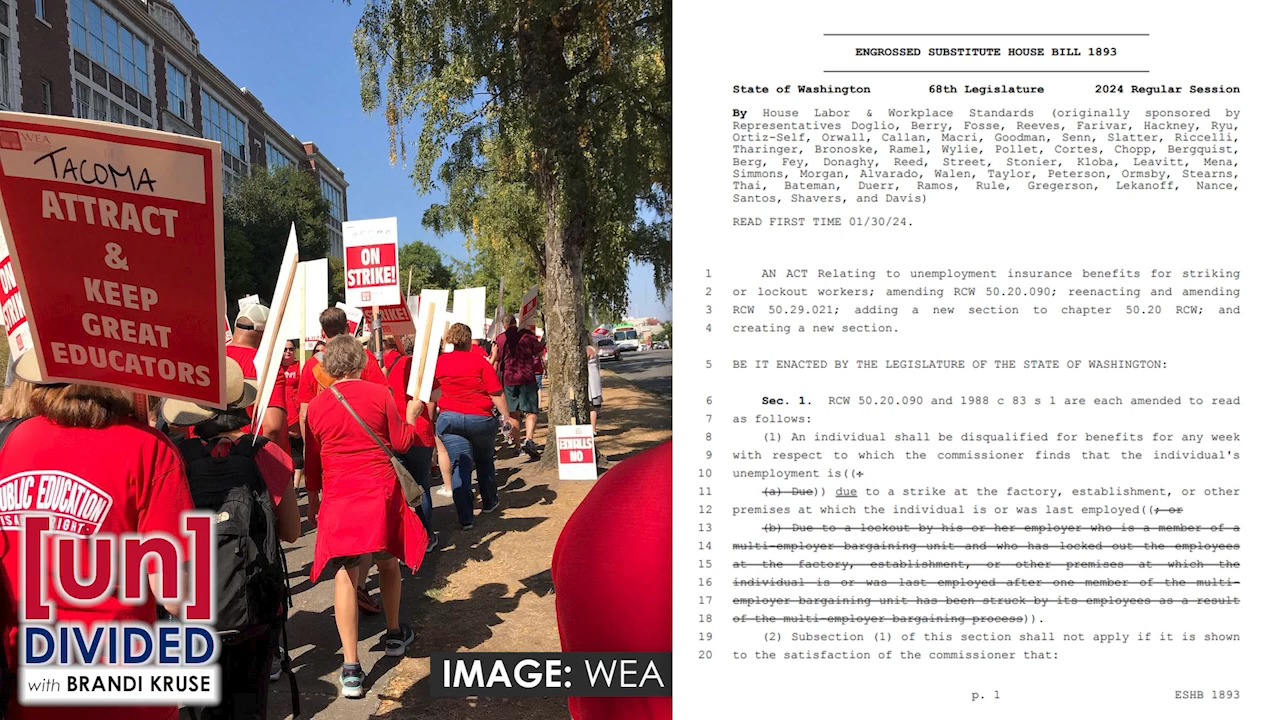 WEA
TACOMA
ATTRACT
&
KEEP
GREAT
EDUCATORS
ON
STRIKE!
ON
STRIKE!
STRIKE!
ON
STRIKE!
PUBLIC EDUCATION
[un]
DIVIDED
with BRANDI KRUSE
IMAGE: WEA
ENGROSSED SUBSTITUTE HOUSE BILL 1893
State of Washington 68th Legislature 2024 Regular Session
By House Labor & Workplace Standards (originally sponsored by
Representatives Doglio, Berry, Fosse, Reeves, Farivar, Hackney, Ryu,
Ortiz-Self, Orwall, Callan, Macri, Goodman, Senn, Slatter, Riccelli,
Tharinger, Bronoske, Ramel, Wylie, Pollet, Cortes, Chopp, Bergquist,
Berg, Fey, Donaghy, Reed, Street, Stonier, Kloba, Leavitt, Mena,
Simmons, Morgan, Alvarado, Walen, Taylor, Peterson, Ormsby, Stearns,
Thai, Bateman, Duerr, Ramos, Rule, Gregerson, Lekanoff, Nance,
Santos, Shavers, and Davis)
READ FIRST TIME 01/30/24.
1 AN ACT Relating to unemployment insurance benefits for striking
2 or lockout workers; amending RCW 50.20.090; reenacting and amending
3 RCW 50.29.021; adding a new section to chapter 50.20 RCW; and
4 creating a new section.
5 BE IT ENACTED BY THE LEGISLATURE OF THE STATE OF WASHINGTON:
6 Sec. 1. RCW 50.20.090 and 1988 c 83 s 1 are each amended to read
7 as follows:
8 (1) An individual shall be disqualified for benefits for any week
9 with respect to which the commissioner finds that the individual's
10 unemployment is((:
11 (a) Due)) due to a strike at the factory, establishment, or other
12 premises at which the individual is or was last employed((; or
13 (b) Due to a lockout by his or her employer who is a member of a
14 multi-employer bargaining unit and who has locked out the employees
15 at the factory, establishment, or other premises at which the
16 individual is or was last employed after one member of the multi-
17 employer bargaining unit has been struck by its employees as a result
18 of the multi-employer bargaining process)).
19 (2) Subsection (1) of this section shall not apply if it is shown
20 to the satisfaction of the commissioner that:
p. 1 ESHB 1893